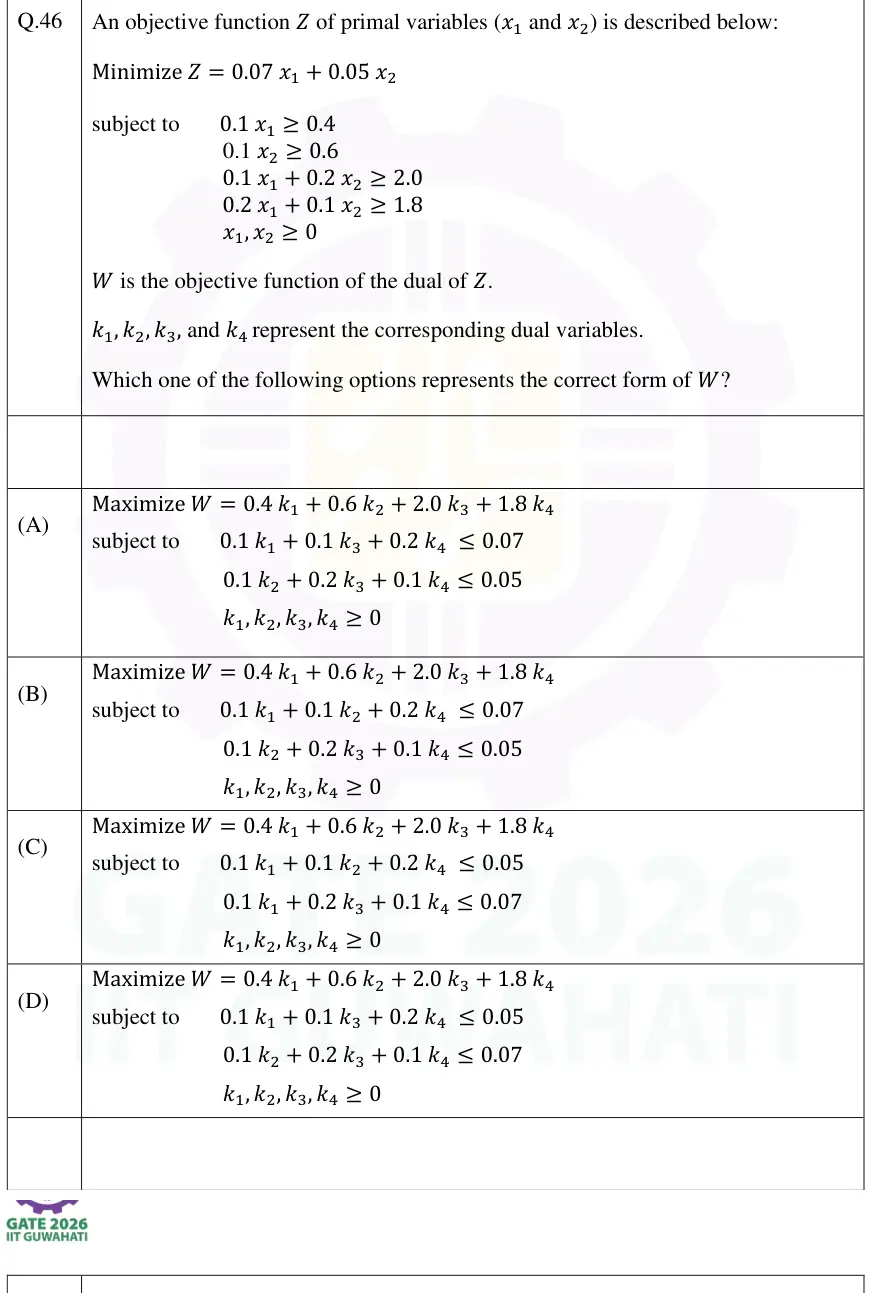 Q.46 An objective function 𝑍 of primal variables (𝑥₁ and 𝑥₂) is described below:
Minimize 𝑍 = 0.07 𝑥₁ + 0.05 𝑥₂
subject to 0.1 𝑥₁ ≥ 0.4
0.1 𝑥₂ ≥ 0.6
0.1 𝑥₁ + 0.2 𝑥₂ ≥ 2.0
0.2 𝑥₁ + 0.1 𝑥₂ ≥ 1.8
𝑥₁, 𝑥₂ ≥ 0
𝑊 is the objective function of the dual of 𝑍.
𝑘₁, 𝑘₂, 𝑘₃, and 𝑘₄ represent the corresponding dual variables.
Which one of the following options represents the correct form of 𝑊?
(A)
Maximize 𝑊 = 0.4 𝑘₁ + 0.6 𝑘₂ + 2.0 𝑘₃ + 1.8 𝑘₄
subject to 0.1 𝑘₁ + 0.1 𝑘₃ + 0.2 𝑘₄ ≤ 0.07
0.1 𝑘₂ + 0.2 𝑘₃ + 0.1 𝑘₄ ≤ 0.05
𝑘₁, 𝑘₂, 𝑘₃, 𝑘₄ ≥ 0
(B)
Maximize 𝑊 = 0.4 𝑘₁ + 0.6 𝑘₂ + 2.0 𝑘₃ + 1.8 𝑘₄
subject to 0.1 𝑘₁ + 0.1 𝑘₂ + 0.2 𝑘₄ ≤ 0.07
0.1 𝑘₂ + 0.2 𝑘₃ + 0.1 𝑘₄ ≤ 0.05
𝑘₁, 𝑘₂, 𝑘₃, 𝑘₄ ≥ 0
(C)
Maximize 𝑊 = 0.4 𝑘₁ + 0.6 𝑘₂ + 2.0 𝑘₃ + 1.8 𝑘₄
subject to 0.1 𝑘₁ + 0.1 𝑘₂ + 0.2 𝑘₄ ≤ 0.05
0.1 𝑘₁ + 0.2 𝑘₃ + 0.1 𝑘₄ ≤ 0.07
𝑘₁, 𝑘₂, 𝑘₃, 𝑘₄ ≥ 0
(D)
Maximize 𝑊 = 0.4 𝑘₁ + 0.6 𝑘₂ + 2.0 𝑘₃ + 1.8 𝑘₄
subject to 0.1 𝑘₁ + 0.1 𝑘₃ + 0.2 𝑘₄ ≤ 0.05
0.1 𝑘₂ + 0.2 𝑘₃ + 0.1 𝑘₄ ≤ 0.07
𝑘₁, 𝑘₂, 𝑘₃, 𝑘₄ ≥ 0
GATE 2026
IIT GUWAHATI
GATE 2026
IIT GUWAHATI